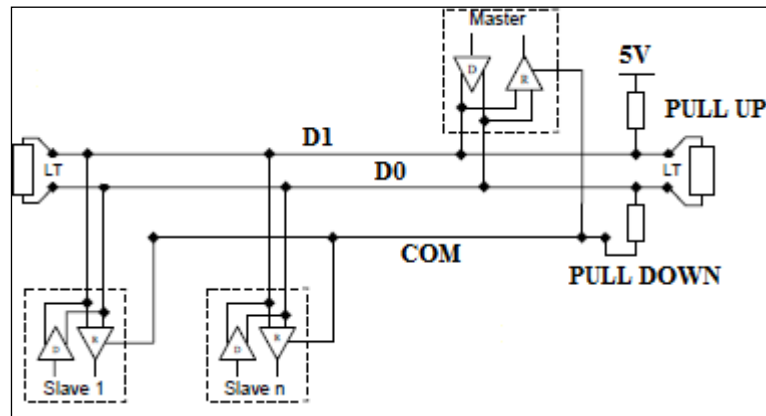 Master
5V
D
R
PULL UP
D1
LT
D0
LT
COM
PULL DOWN
D
R
D
R
Slave 1
Slave n